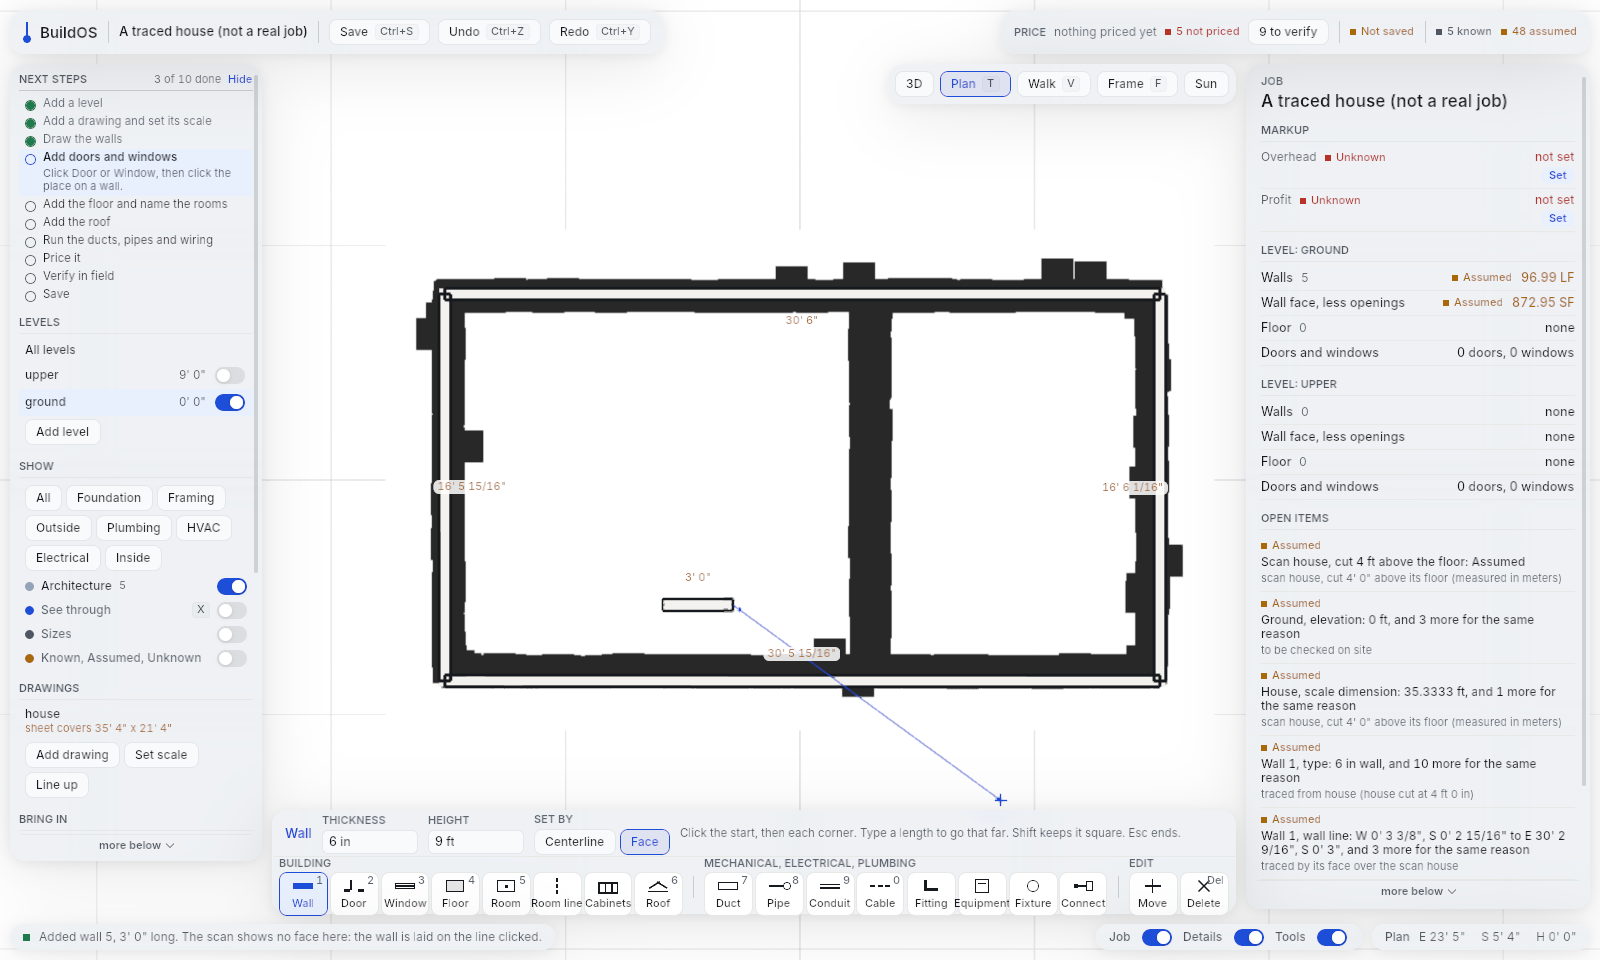 BuildOS
A traced house (not a real job)
Save Ctrl+S
Undo Ctrl+Z
Redo Ctrl+Y
PRICE nothing priced yet 5 not priced
9 to verify
Not saved
5 known 48 assumed
3D
Plan T
Walk V
Frame F
Sun
NEXT STEPS 3 of 10 done Hide
Add a level
Add a drawing and set its scale
Draw the walls
Add doors and windows
Click Door or Window, then click the
place on a wall.
Add the floor and name the rooms
Add the roof
Run the ducts, pipes and wiring
Price it
Verify in field
Save
LEVELS
All levels
upper 9' 0"
ground 0' 0"
Add level
SHOW
All Foundation Framing
Outside Plumbing HVAC
Electrical Inside
Architecture 5
See through X
Sizes
Known, Assumed, Unknown
DRAWINGS
house
sheet covers 35' 4" x 21' 4"
Add drawing Set scale
Line up
BRING IN
more below
30' 6"
16' 5 15/16"
16' 6 1/16"
3' 0"
30' 5 15/16"
JOB
A traced house (not a real job)
MARKUP
Overhead Unknown not set
Set
Profit Unknown not set
Set
LEVEL: GROUND
Walls 5 Assumed 96.99 LF
Wall face, less openings Assumed 872.95 SF
Floor 0 none
Doors and windows 0 doors, 0 windows
LEVEL: UPPER
Walls 0 none
Wall face, less openings none
Floor 0 none
Doors and windows 0 doors, 0 windows
OPEN ITEMS
Assumed
Scan house, cut 4 ft above the floor: Assumed
scan house, cut 4' 0" above its floor (measured in meters)
Assumed
Ground, elevation: 0 ft, and 3 more for the same
reason
to be checked on site
Assumed
House, scale dimension: 35.3333 ft, and 1 more for
the same reason
scan house, cut 4' 0" above its floor (measured in meters)
Assumed
Wall 1, type: 6 in wall, and 10 more for the same
reason
traced from house (house cut at 4 ft 0 in)
Assumed
Wall 1, wall line: W 0' 3 3/8", S 0' 2 15/16" to E 30' 2
9/16", S 0' 3", and 3 more for the same reason
traced by its face over the scan house
more below
Wall
THICKNESS
6 in
HEIGHT
9 ft
SET BY
Centerline Face
Click the start, then each corner. Type a length to go that far. Shift keeps it square. Esc ends.
BUILDING
1 Wall
2 Door
3 Window
4 Floor
5 Room
Room line
Cabinets
6 Roof
MECHANICAL, ELECTRICAL, PLUMBING
7 Duct
8 Pipe
9 Conduit
0 Cable
Fitting
Equipment
Fixture
Connect
EDIT
Move
Del Delete
Added wall 5, 3' 0" long. The scan shows no face here: the wall is laid on the line clicked.
Job Details Tools
Plan E 23' 5" S 5' 4" H 0' 0"